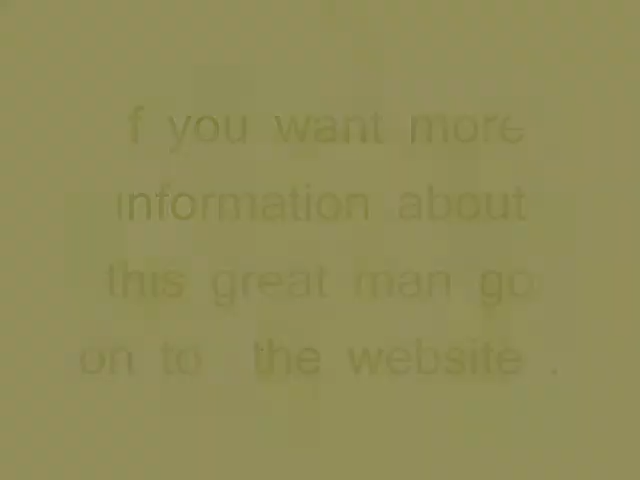 f you want more
information about
this great man go
on to the website .